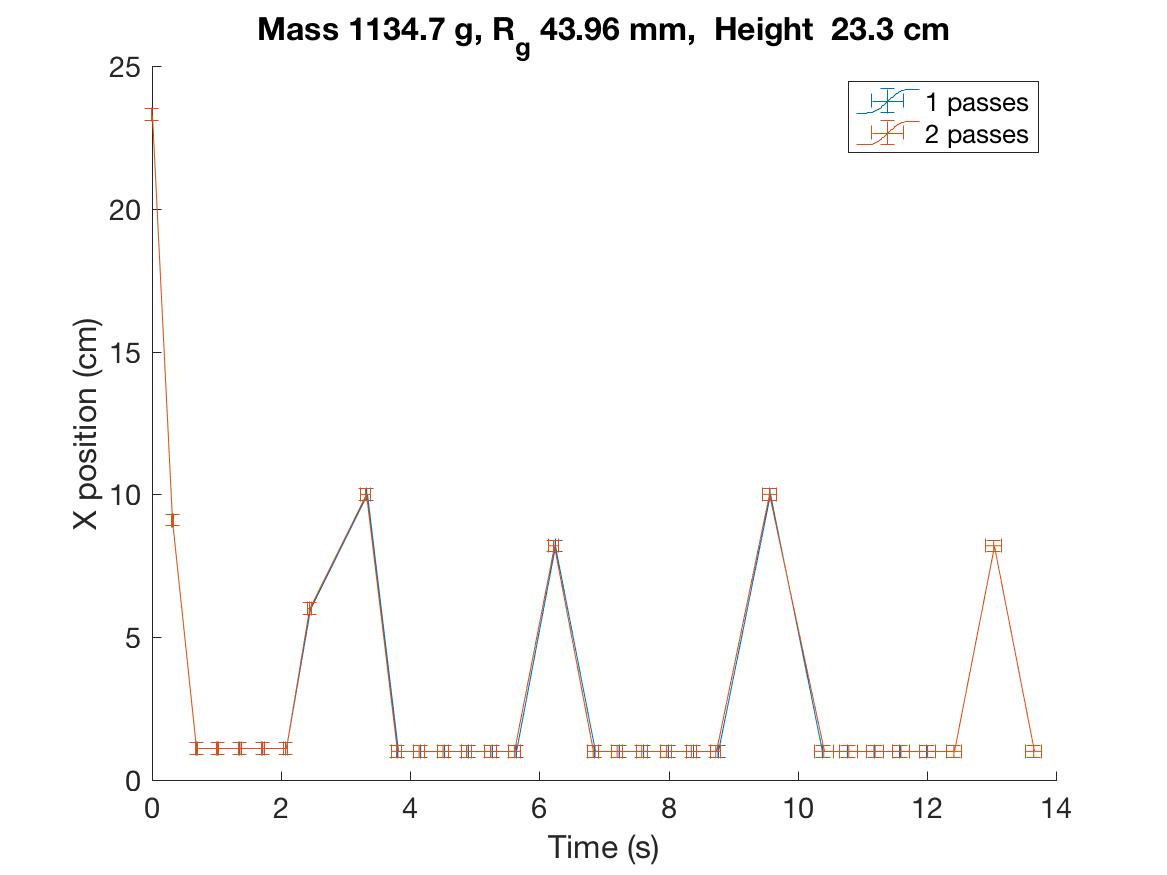 Mass 1134.7 g, Rg 43.96 mm,  Height  23.3 cm
25
20
15
10
5
0
X position (cm)
1 passes
2 passes
0 2 4 6 8 10 12 14
Time (s)